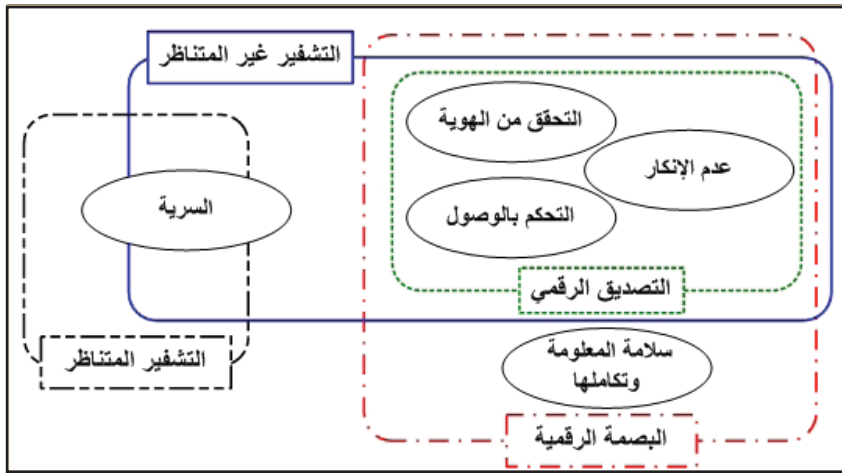 التشفير غير المتناظر
التحقق من الهوية
عدم الإنكار
السرية
التحكم بالوصول
التصديق الرقمي
سلامة المعلومة
وتكاملها
التشفير المتناظر
البصمة الرقمية